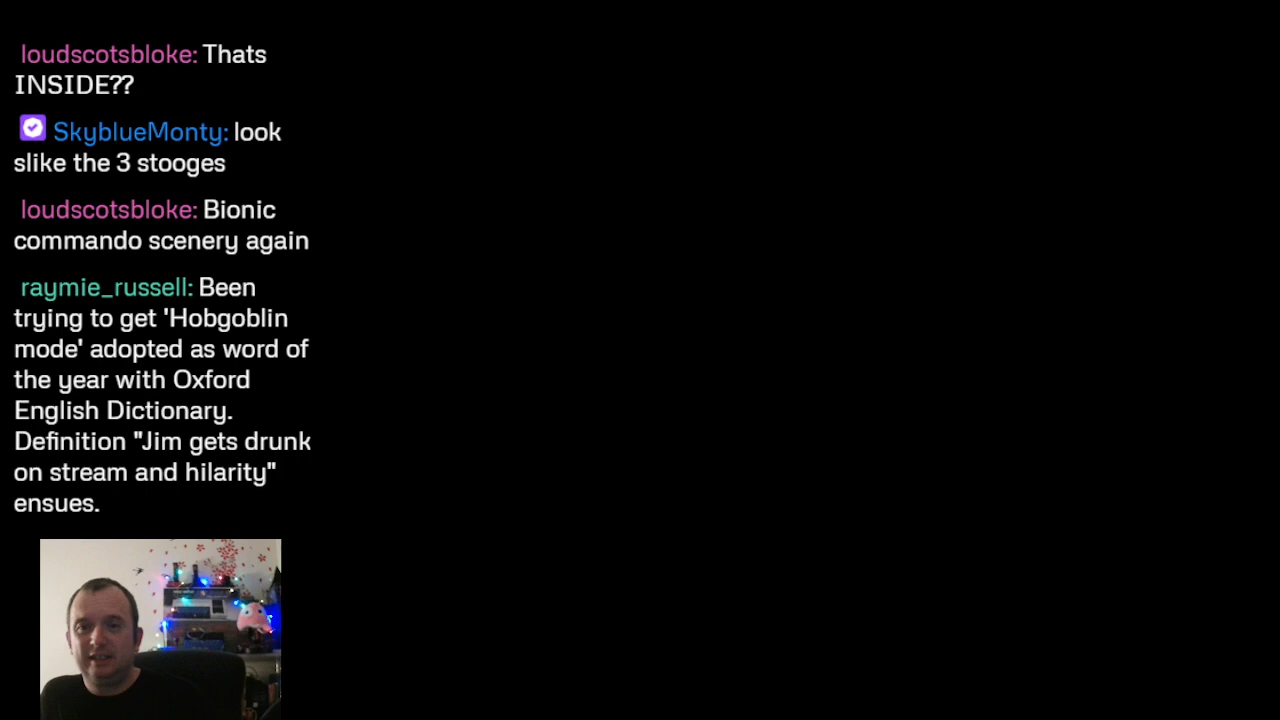 loudscotsbloke: Thats
INSIDE??
SkyblueMonty: look
slike the 3 stooges
loudscotsbloke: Bionic
commando scenery again
raymie_russell: Been
trying to get 'Hobgoblin
mode' adopted as word of
the year with Oxford
English Dictionary.
Definition "Jim gets drunk
on stream and hilarity"
ensues.